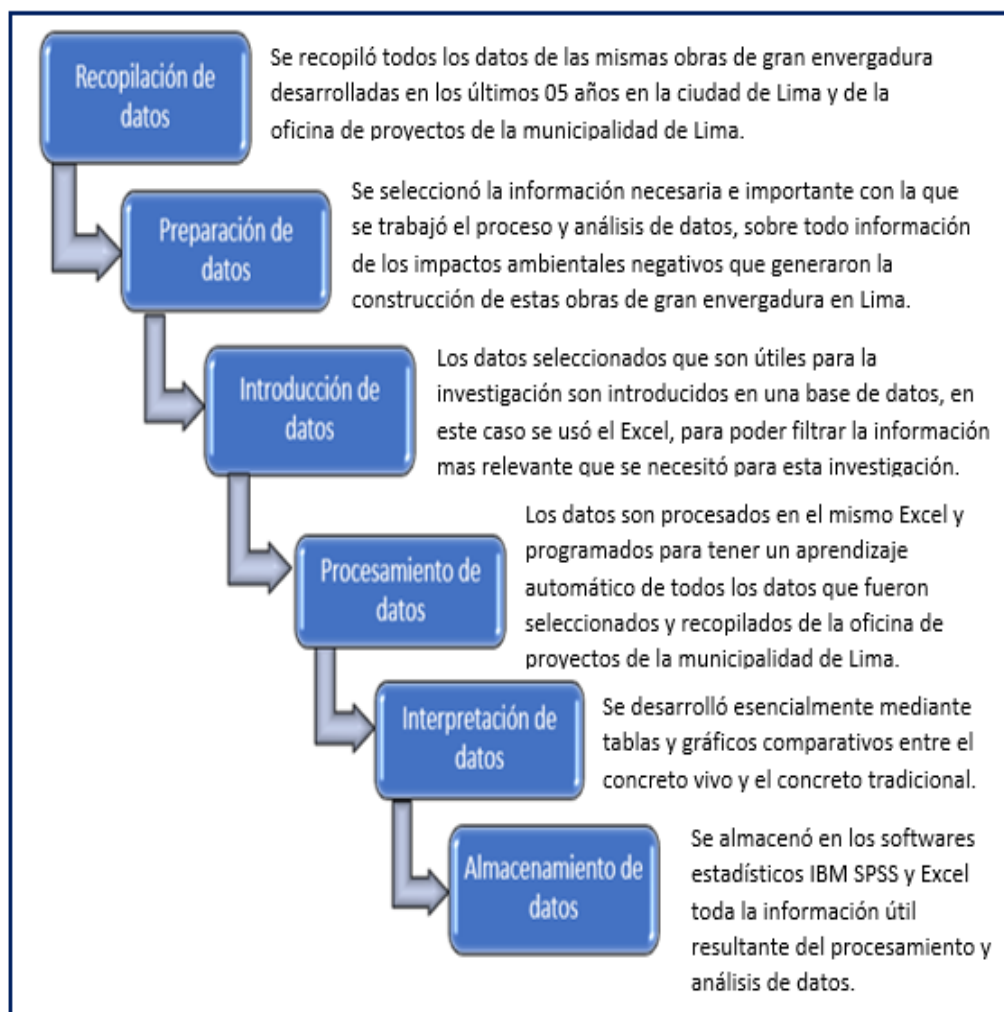 Recopilación de
datos
Se recopiló todos los datos de las mismas obras de gran envergadura
desarrolladas en los últimos 05 años en la ciudad de Lima y de la
oficina de proyectos de la municipalidad de Lima.
Preparación de
datos
Se seleccionó la información necesaria e importante con la que
se trabajó el proceso y análisis de datos, sobre todo información
de los impactos ambientales negativos que generaron la
construcción de estas obras de gran envergadura en Lima.
Introducción de
datos
Los datos seleccionados que son útiles para la
investigación son introducidos en una base de datos, en
este caso se usó el Excel, para poder filtrar la información
mas relevante que se necesitó para esta investigación.
Procesamiento de
datos
Los datos son procesados en el mismo Excel y
programados para tener un aprendizaje
automático de todos los datos que fueron
seleccionados y recopilados de la oficina de
proyectos de la municipalidad de Lima.
Interpretación de
datos
Se desarrolló esencialmente mediante
tablas y gráficos comparativos entre el
concreto vivo y el concreto tradicional.
Almacenamiento de
datos
Se almacenó en los softwares
estadísticos IBM SPSS y Excel
toda la información útil
resultante del procesamiento y
análisis de datos.